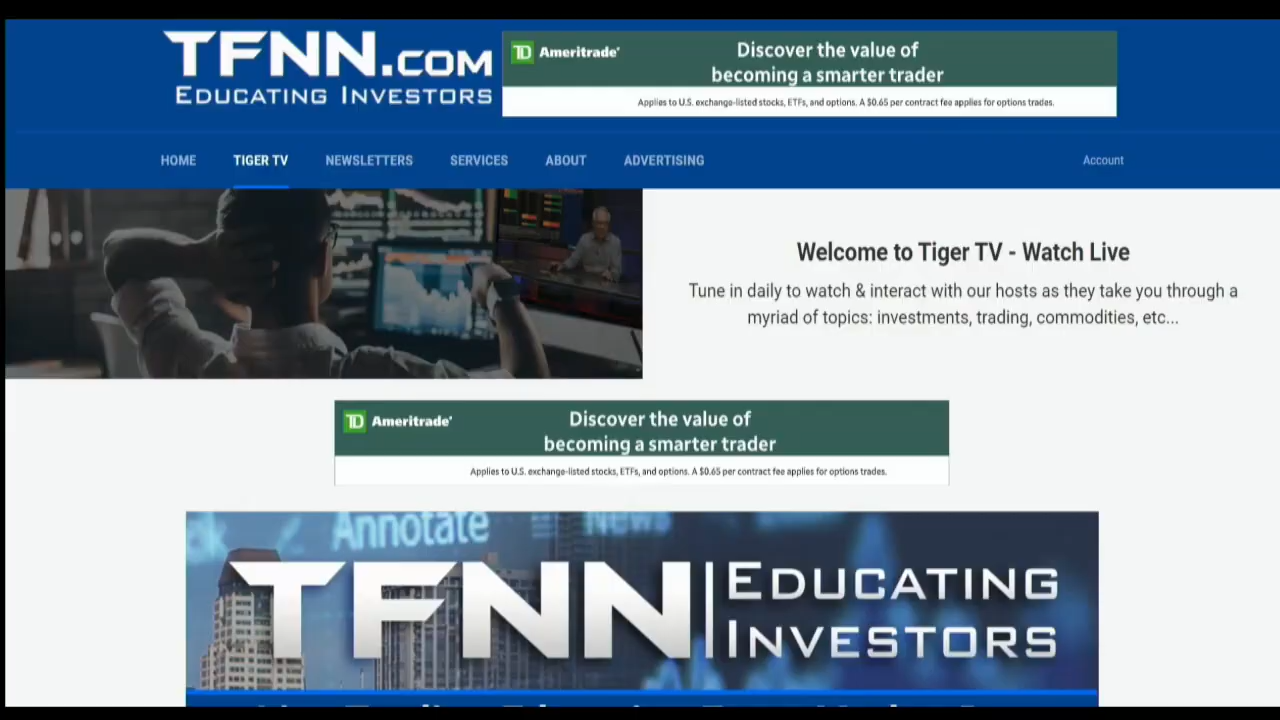 TFNN.COM
EDUCATING INVESTORS
TD Ameritrade
Discover the value of
becoming a smarter trader
Applies to U.S. exchange-listed stocks, ETFs, and options. A $0.65 per contract fee applies for options trades.
HOME TIGER TV NEWSLETTERS SERVICES ABOUT ADVERTISING Account
Welcome to Tiger TV - Watch Live
Tune in daily to watch & interact with our hosts as they take you through a
myriad of topics: investments, trading, commodities, etc...
TD Ameritrade
Discover the value of
becoming a smarter trader
Applies to U.S. exchange-listed stocks, ETFs, and options. A $0.65 per contract fee applies for options trades.
Annotate News
TFNN EDUCATING
INVESTORS